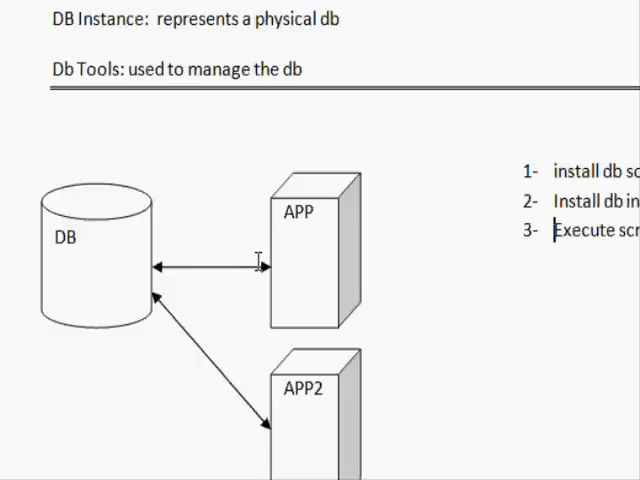 DB Instance: represents a physical db
Db Tools: used to manage the db
1- install db
2- Install db
3- Execute
APP
DB
APP2